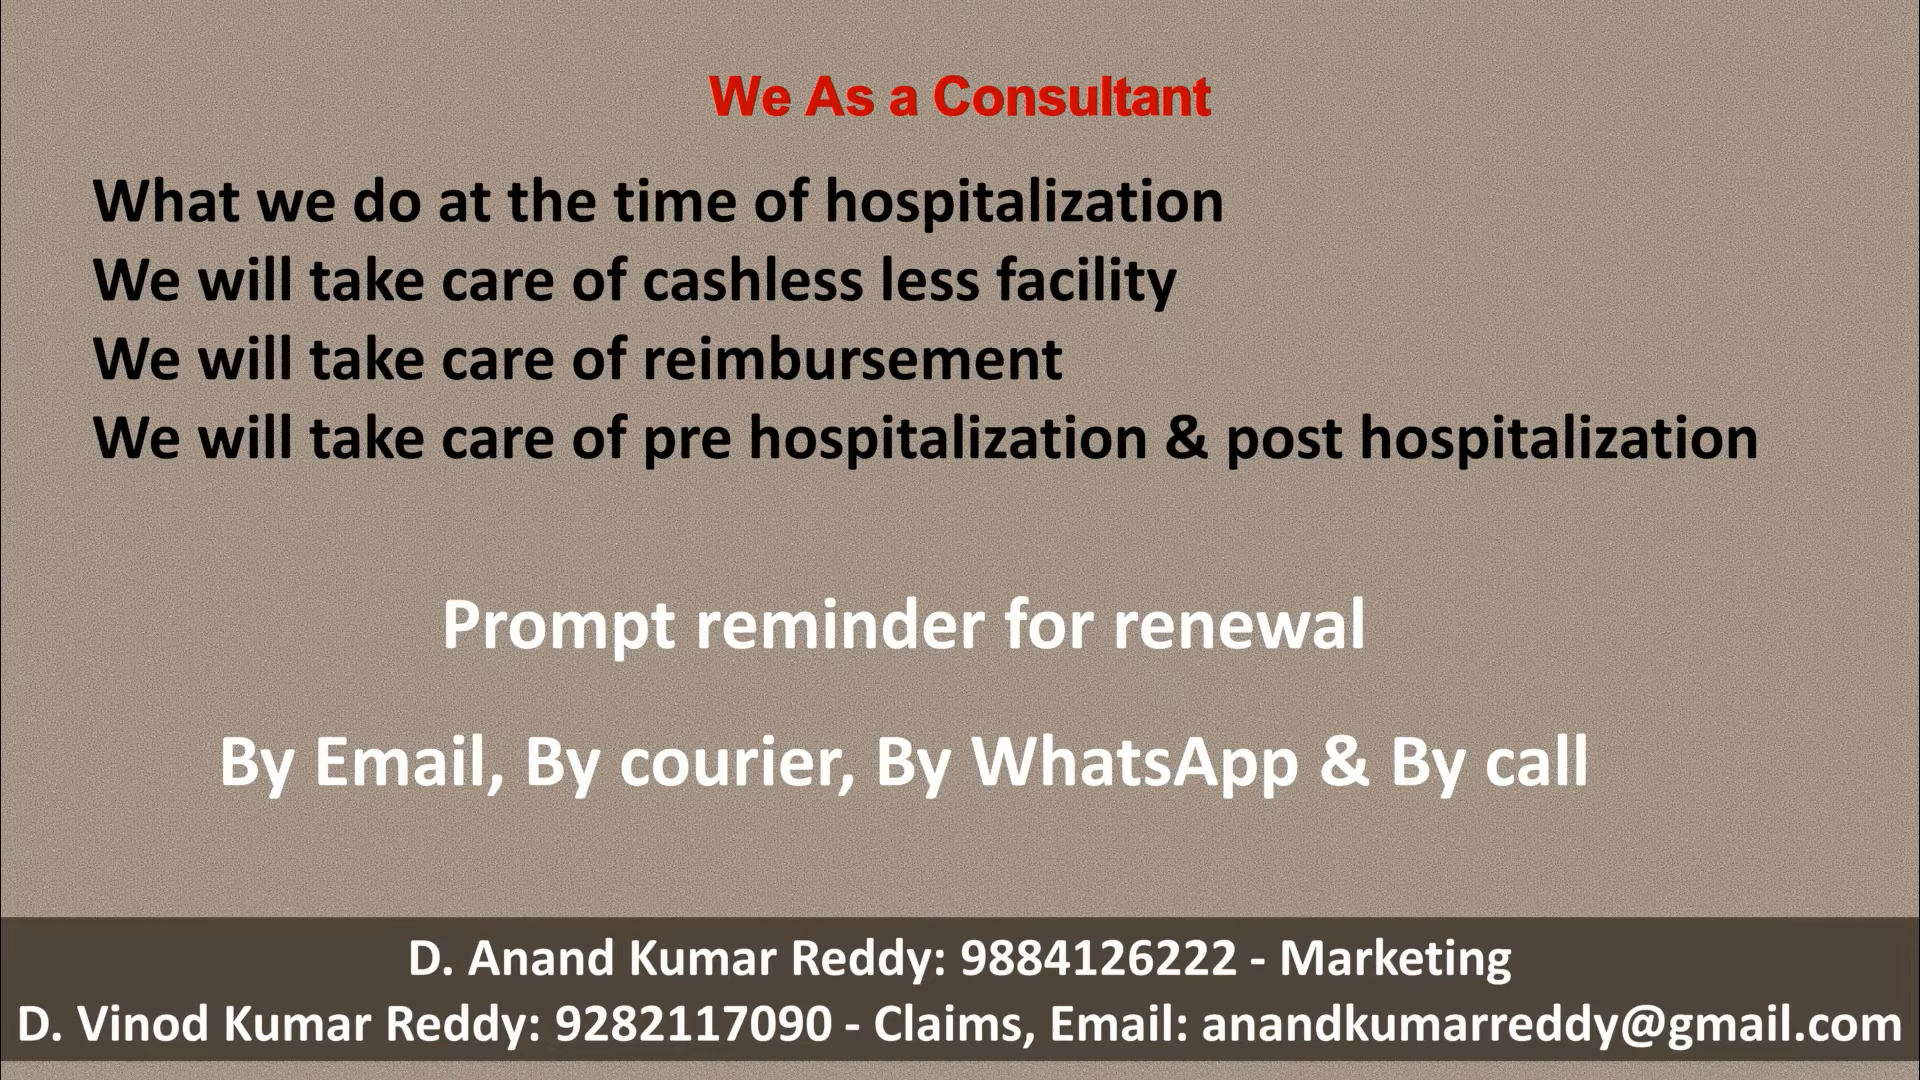 We As a Consultant
What we do at the time of hospitalization
We will take care of cashless less facility
We will take care of reimbursement
We will take care of pre hospitalization & post hospitalization
Prompt reminder for renewal
By Email, By courier, By WhatsApp & By call
D. Anand Kumar Reddy: 9884126222 - Marketing
D. Vinod Kumar Reddy: 9282117090 - Claims, Email: anandkumarreddy@gmail.com